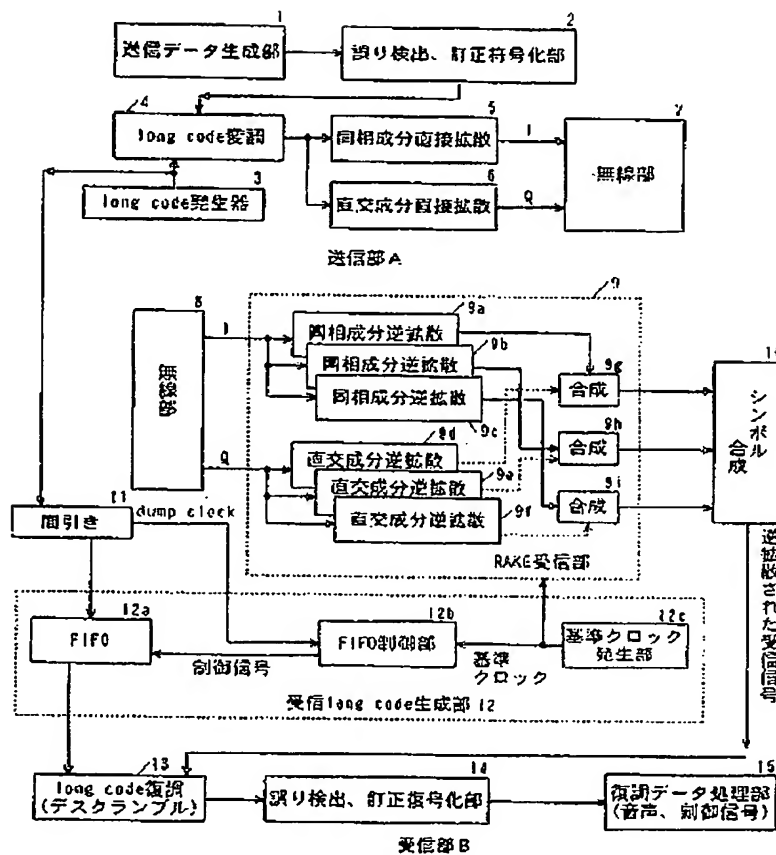 1
送信データ生成部
2
誤り検出、訂正符号化部
4
long code変調
5
同相成分直接拡散
I
7
無線部
3
long code発生器
6
直交成分直接拡散
Q
送信部A
8
無線部
I
Q
9
9a
同相成分逆拡散
9b
同相成分逆拡散
同相成分逆拡散
9c
9d
直交成分逆拡散
9e
直交成分逆拡散
9f
直交成分逆拡散
9g
合成
9h
合成
9i
合成
RAKE受信部
シンボル
合成
11
間引き
dump clock
逆拡散された受信信号
12a
FIFO
制御信号
12b
FIFO制御部
基準
クロック
12c
基準クロック
発生部
受信long code生成部12
13
long code復調
(デスクランブル)
14
誤り検出、訂正復号化部
15
復調データ処理部
(音声、制御信号)
受信部B